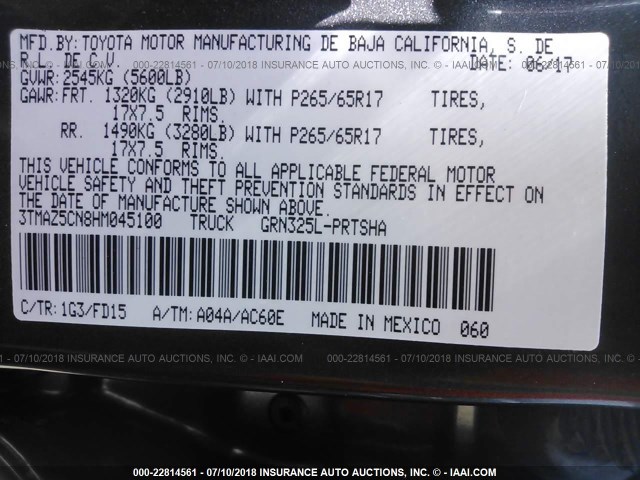 MFD.BY:TOYOTA MOTOR MANUFACTURING DE BAJA CALIFORNIA, S. DE
R.L. DE C.V. DATE: 06-17
GVWR:2545KG (5600LB)
GAWR:FRT. 1320KG (2910LB) WITH P265/65R17 TIRES,
17X7.5 RIMS.
RR. 1490KG (3280LB) WITH P265/65R17 TIRES,
17X7.5 RIMS.
THIS VEHICLE CONFORMS TO ALL APPLICABLE FEDERAL MOTOR
VEHICLE SAFETY AND THEFT PREVENTION STANDARDS IN EFFECT ON
THE DATE OF MANUFACTURE SHOWN ABOVE.
3TMAZ5CN8HM045100 TRUCK GRN325L-PRTSHA
C/TR:1G3/FD15 A/TM:A04A/AC60E MADE IN MEXICO 060
000-22814561 - 07/10/2018 INSURANCE AUTO AUCTIONS, INC. © - IAAI.COM